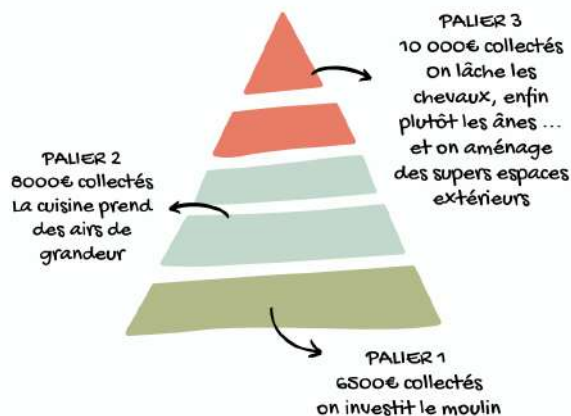 PALIER 3
10 000€ collectés
on lâche les
chevaux, enfin
plutôt les ânes ...
et on aménage
des supers espaces
extérieurs
PALIER 2
8000€ collectés
La cuisine prend
des airs de
grandeur
PALIER 1
6500€ collectés
on investit le moulin